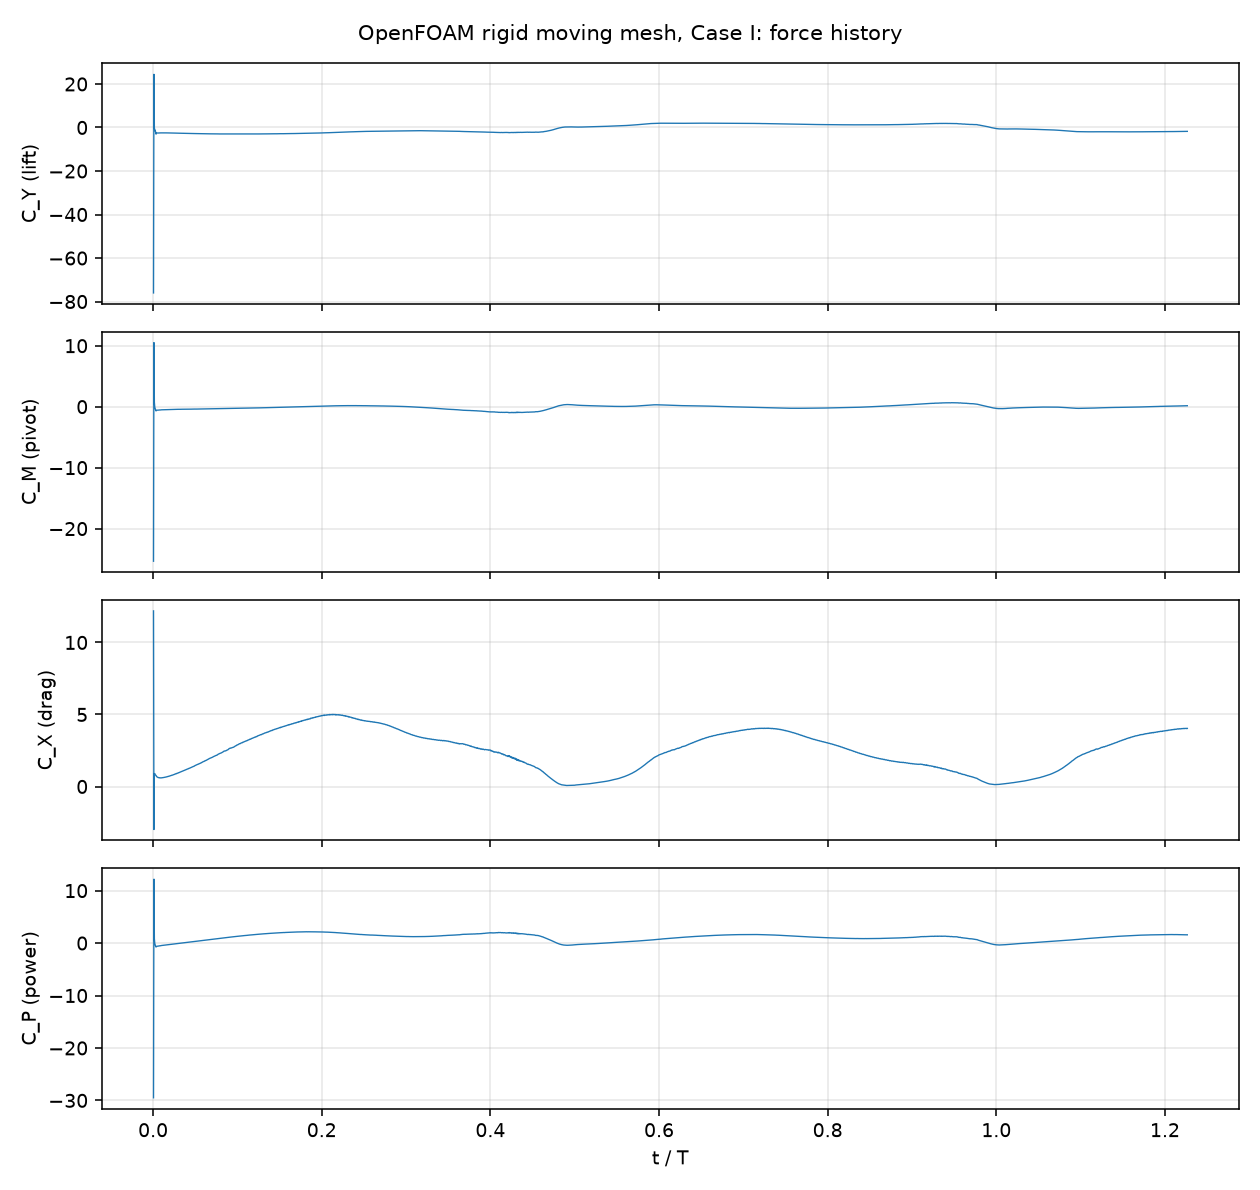 OpenFOAM rigid moving mesh, Case I: force history
C_Y (lift)
20
0
−20
−40
−60
−80
C_M (pivot)
10
0
−10
−20
C_X (drag)
10
5
0
C_P (power)
10
0
−10
−20
−30
0.0 0.2 0.4 0.6 0.8 1.0 1.2
t / T